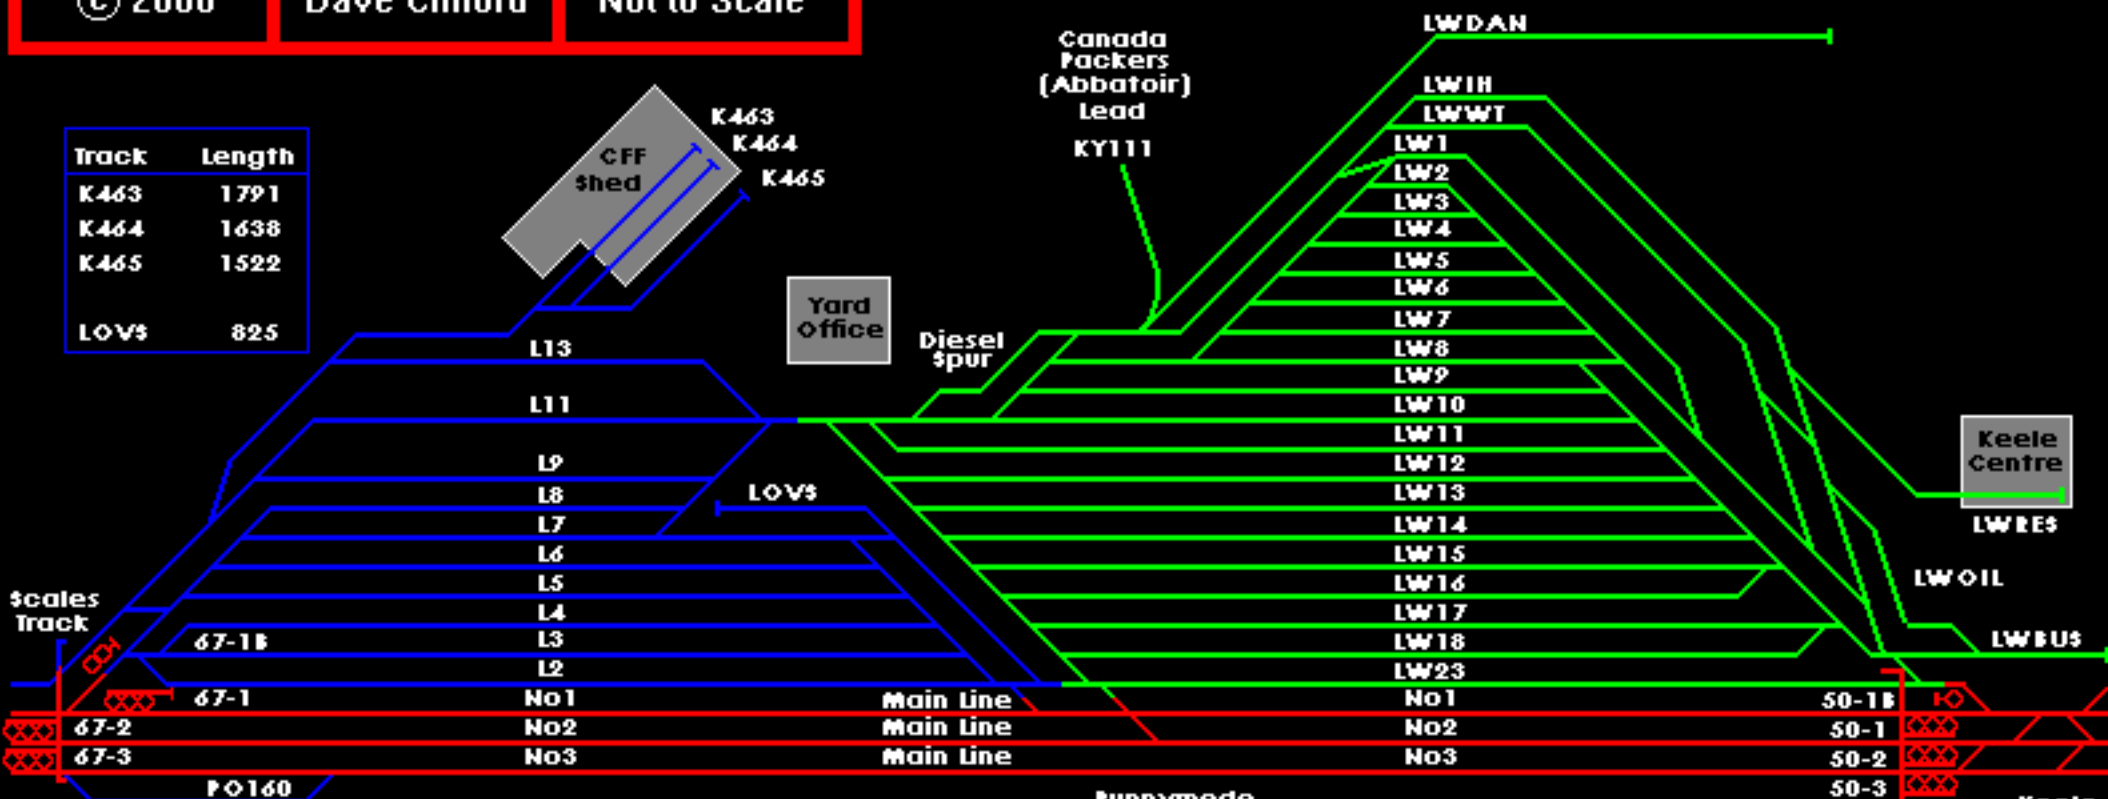 © 2000 Dave Clifford Not to Scale
Canada
Packers
(Abbatoir)
Lead
KY111
LWDAN
LWIH
LWWT
LW1
LW2
LW3
LW4
LW5
LW6
LW7
LW8
LW9
LW10
LW11
LW12
LW13
LW14
LW15
LW16
LW17
LW18
LW23
Track Length
K463 1791
K464 1638
K465 1522
LOVS 825
CFF
Shed
K463
K464
K465
Yard
Office
Diesel
Spur
L13
L11
L9
L8
L7
L6
L5
L4
L3
L2
LOVS
Keele
Centre
LWRES
LWOIL
LWBUS
Scales
Track
67-1B
67-1 No1 Main Line No1 50-1B
67-2 No2 Main Line No2 50-1
67-3 No3 Main Line No3 50-2
50-3
PO160